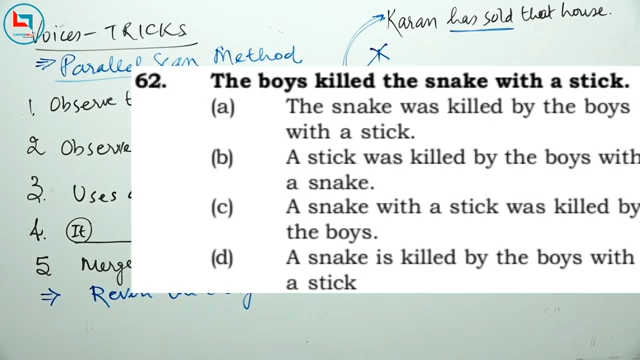 Voices - TRICKS
⇒ Parallel Scan Method
Karan has sold that house.
1. Observe t
2 Observe
3. Uses
4. It
5 Merge
⇒
62. The boys killed the snake with a stick.
(a) The snake was killed by the boys
with a stick.
(b) A stick was killed by the boys with
a snake.
(c) A snake with a stick was killed by
the boys.
(d) A snake is killed by the boys with
a stick